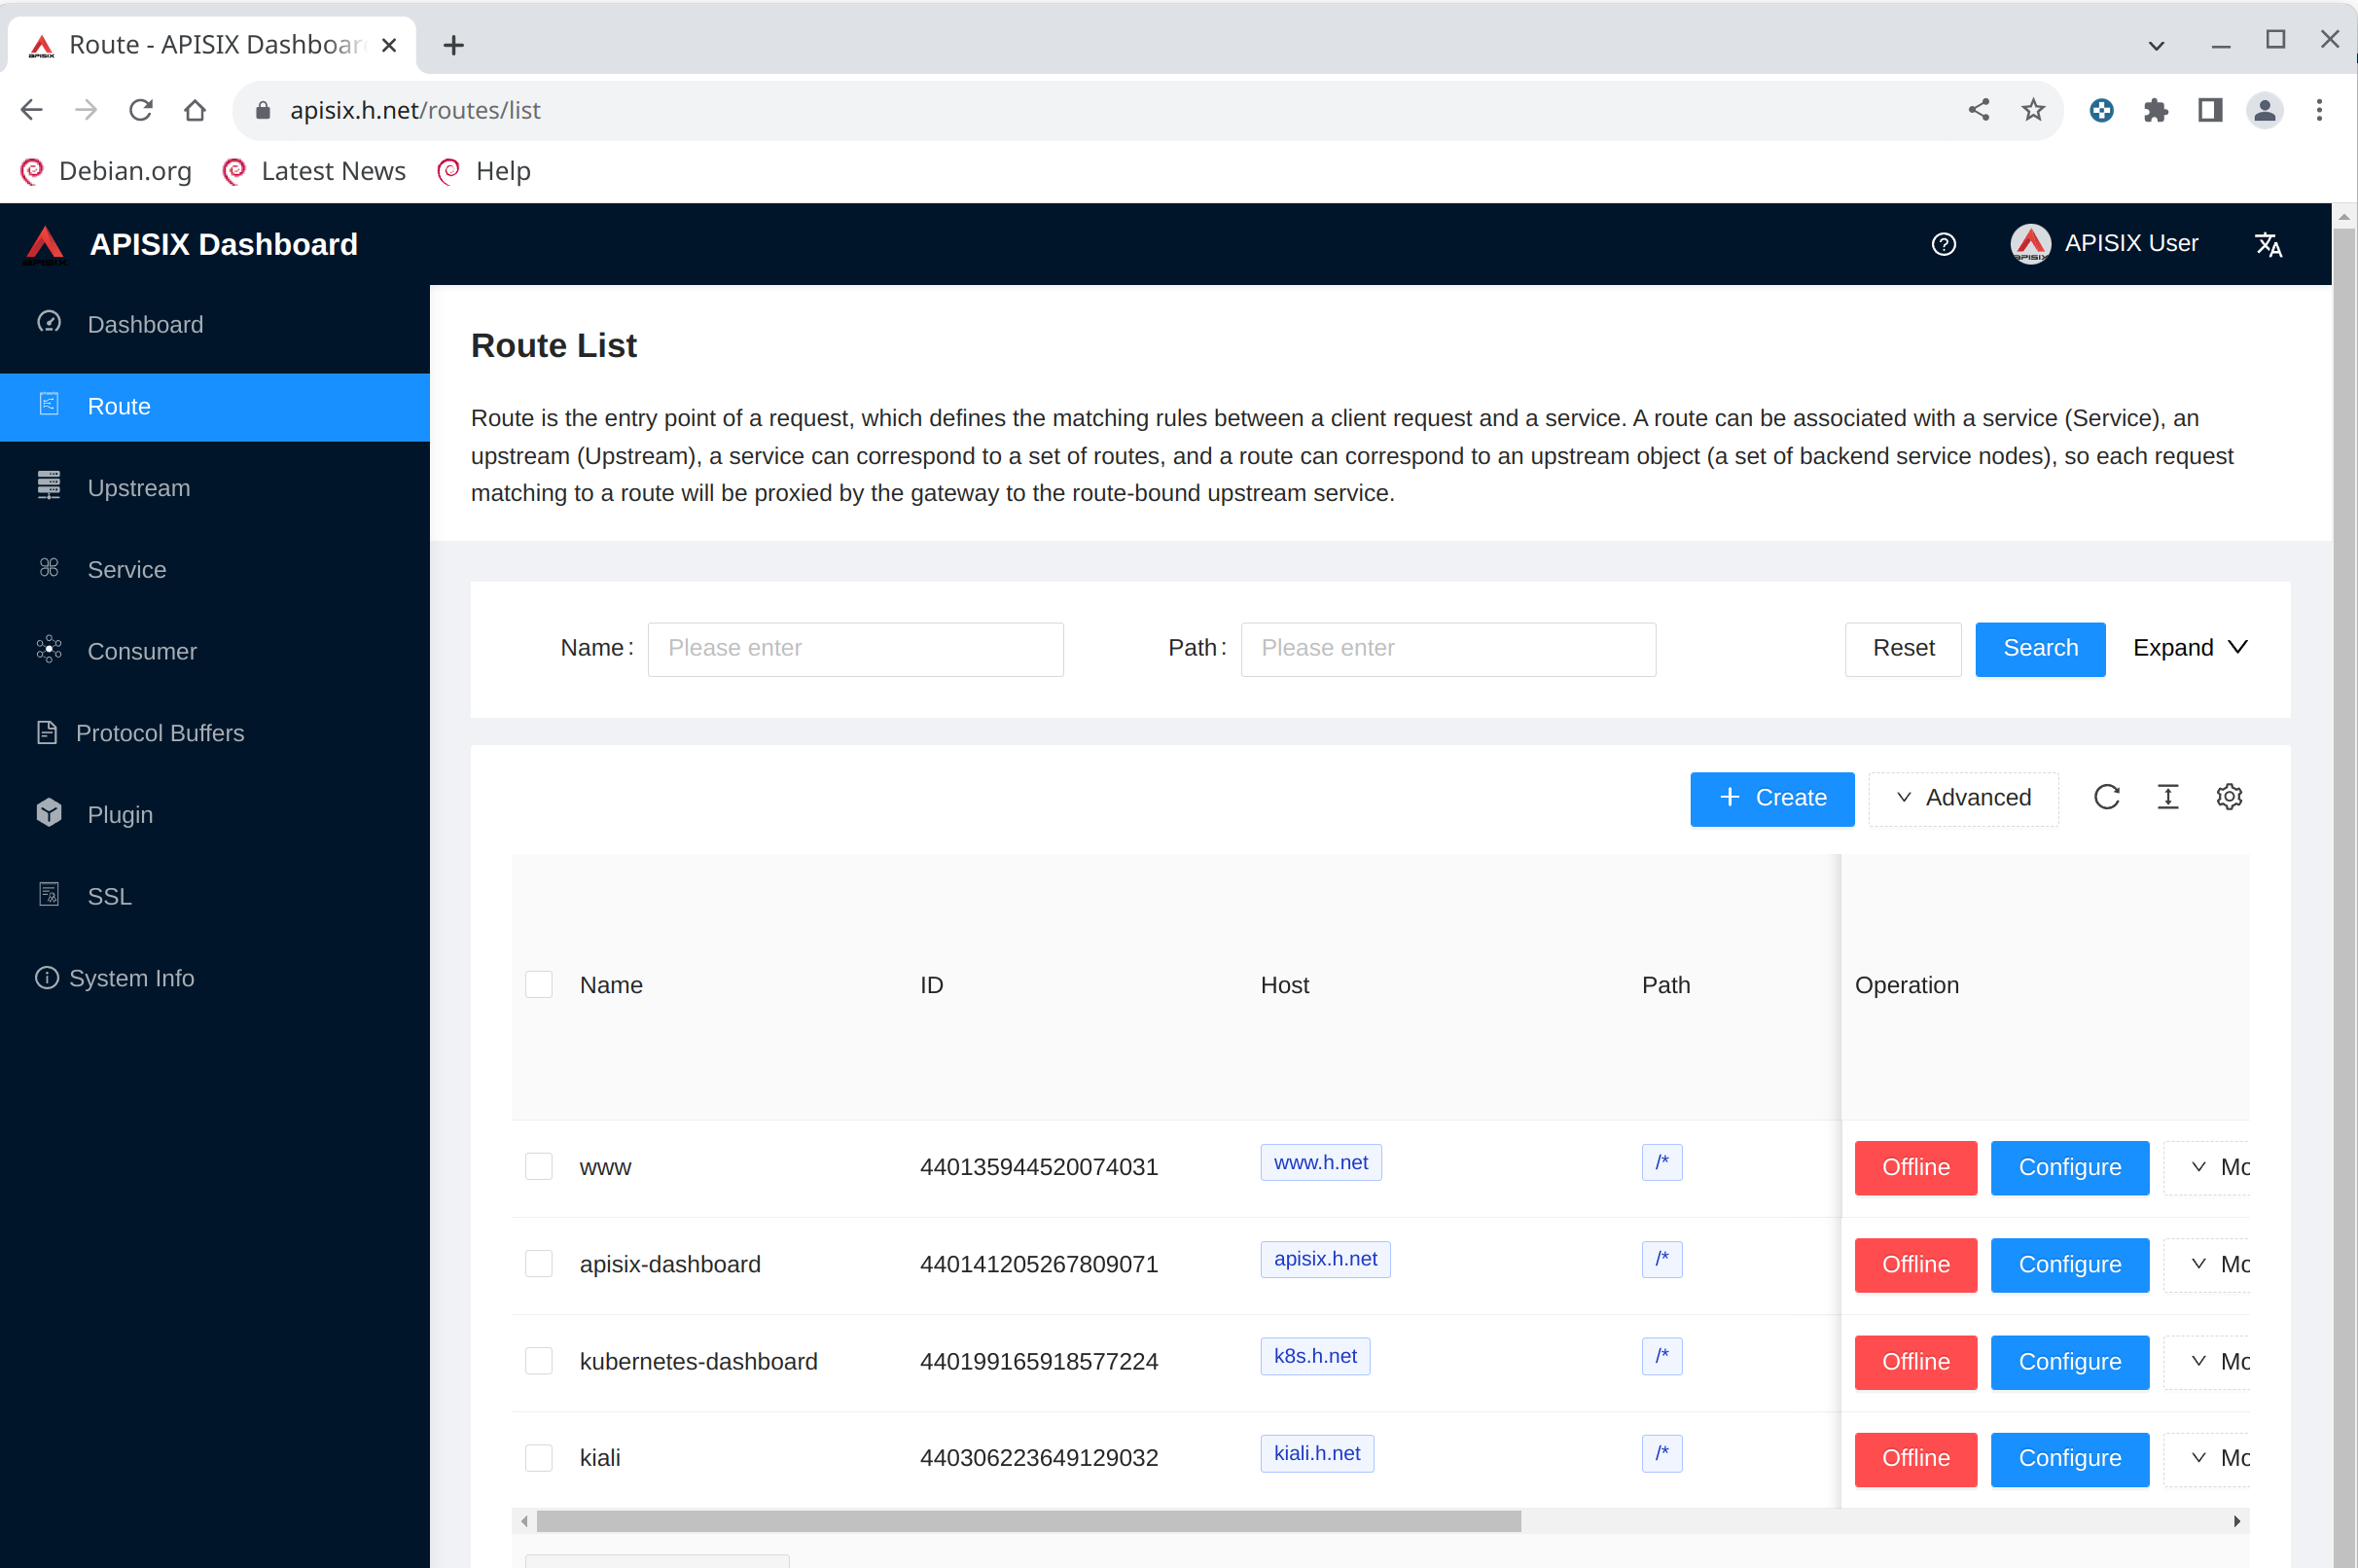 Route - APISIX Dashboar
apisix.h.net/routes/list
Debian.org Latest News Help
APISIX Dashboard
APISIX User
Dashboard
Route
Upstream
Service
Consumer
Protocol Buffers
Plugin
SSL
System Info
Route List
Route is the entry point of a request, which defines the matching rules between a client request and a service. A route can be associated with a service (Service), an
upstream (Upstream), a service can correspond to a set of routes, and a route can correspond to an upstream object (a set of backend service nodes), so each request
matching to a route will be proxied by the gateway to the route-bound upstream service.
Name: Please enter Path: Please enter Reset Search Expand
Create Advanced
Name ID Host Path Operation
www 440135944520074031 www.h.net /* Offline Configure Mo
apisix-dashboard 440141205267809071 apisix.h.net /* Offline Configure Mo
kubernetes-dashboard 440199165918577224 k8s.h.net /* Offline Configure Mo
kiali 440306223649129032 kiali.h.net /* Offline Configure Mo